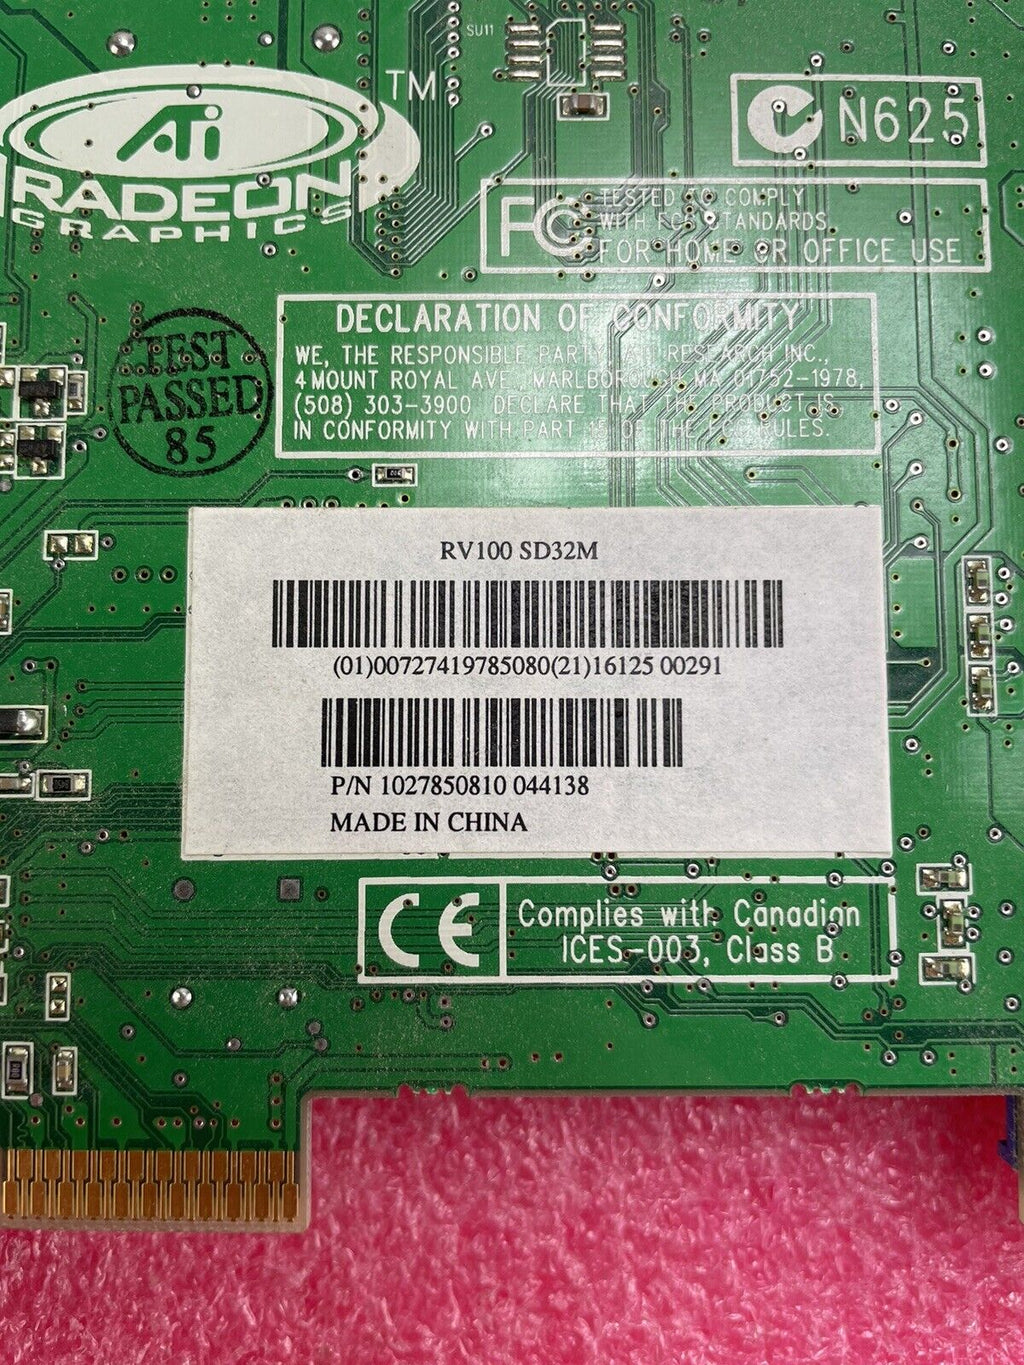 SU11
TM
ATi
RADEON
GRAPHICS
N625
FC
TESTED TO COMPLY
WITH FCC STANDARDS
FOR HOME OR OFFICE USE
DECLARATION OF CONFORMITY
WE, THE RESPONSIBLE PARTY, ATI RESEARCH INC.,
4 MOUNT ROYAL AVE, MARLBOROUGH MA 01752-1978,
(508) 303-3900 DECLARE THAT THE PRODUCT IS
IN CONFORMITY WITH PART 15 OF THE FCC RULES.
TEST
PASSED
85
RV100 SD32M
(01)00727419785080(21)16125 00291
P/N 1027850810 044138
MADE IN CHINA
CE
Complies with Canadian
ICES-003, Class B